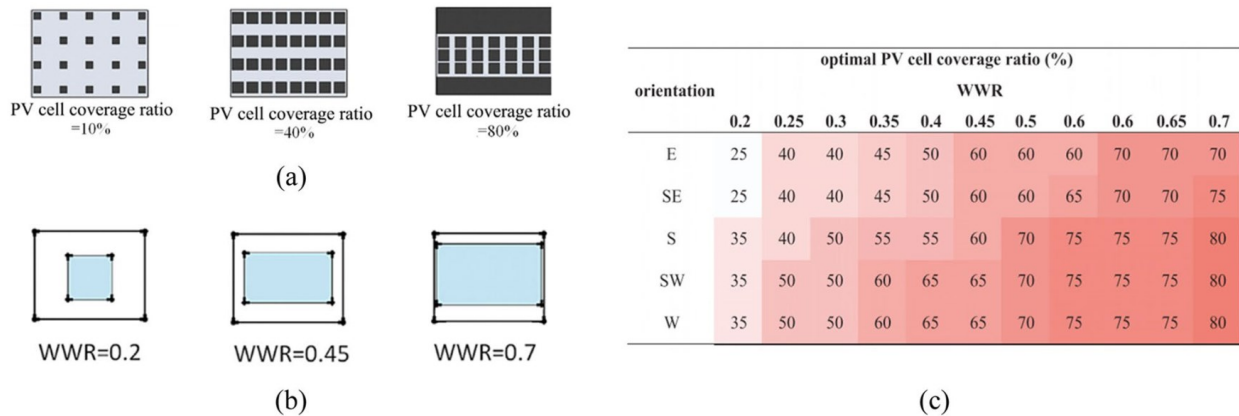 PV cell coverage ratio
=10%
PV cell coverage ratio
=40%
PV cell coverage ratio
=80%
(a)
WWR=0.2
WWR=0.45
WWR=0.7
(b)
optimal PV cell coverage ratio (%)
orientation
WWR
0.2 0.25 0.3 0.35 0.4 0.45 0.5 0.6 0.6 0.65 0.7
E 25 40 40 45 50 60 60 60 70 70 70
SE 25 40 40 45 50 60 60 65 70 70 75
S 35 40 50 55 55 60 70 75 75 75 80
SW 35 50 50 60 65 65 70 75 75 75 80
W 35 50 50 60 65 65 70 75 75 75 80
(c)